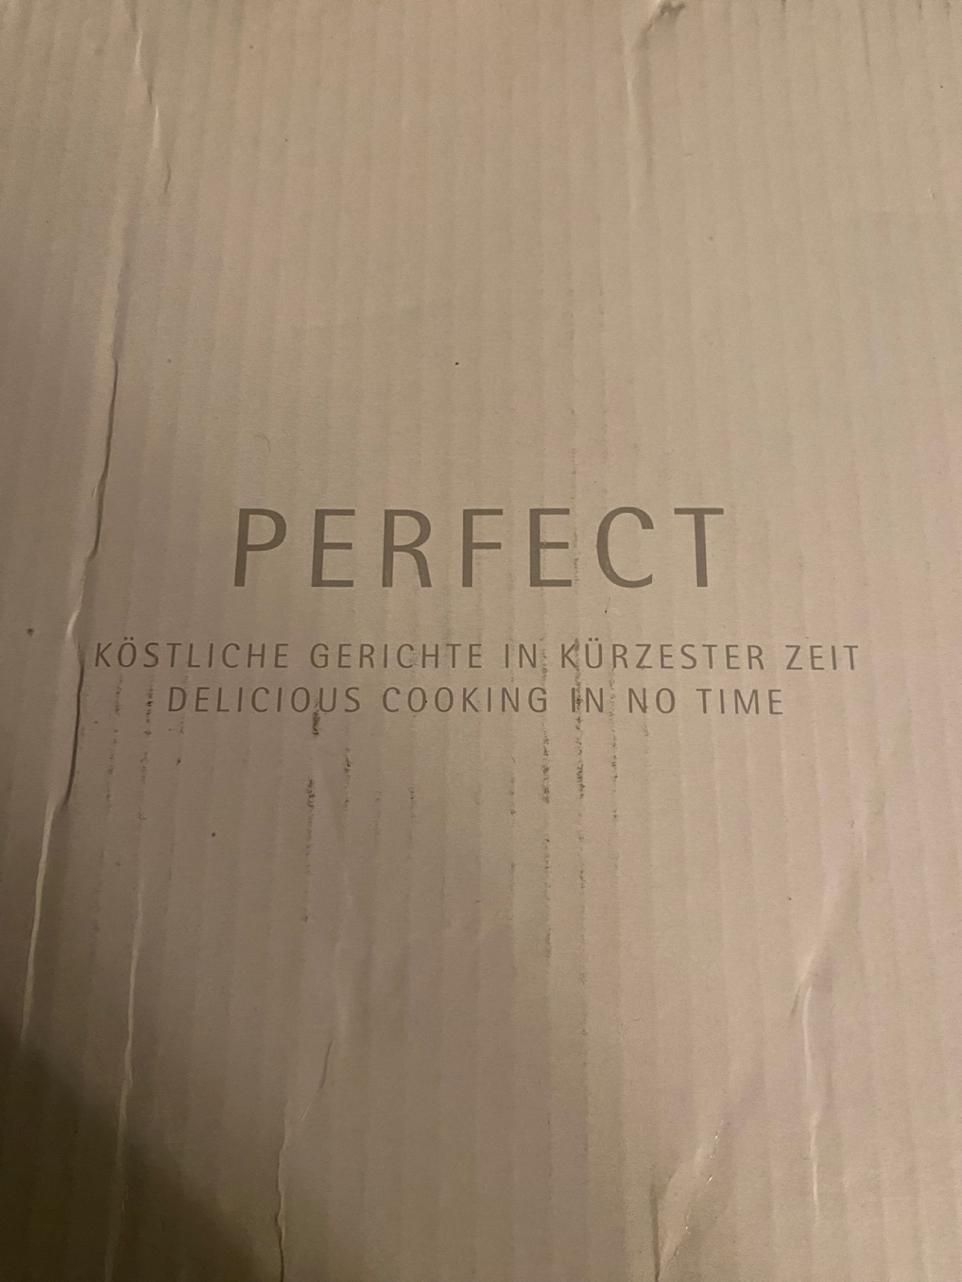 PERFECT
KÖSTLICHE GERICHTE IN KÜRZESTER ZEIT
DELICIOUS COOKING IN NO TIME